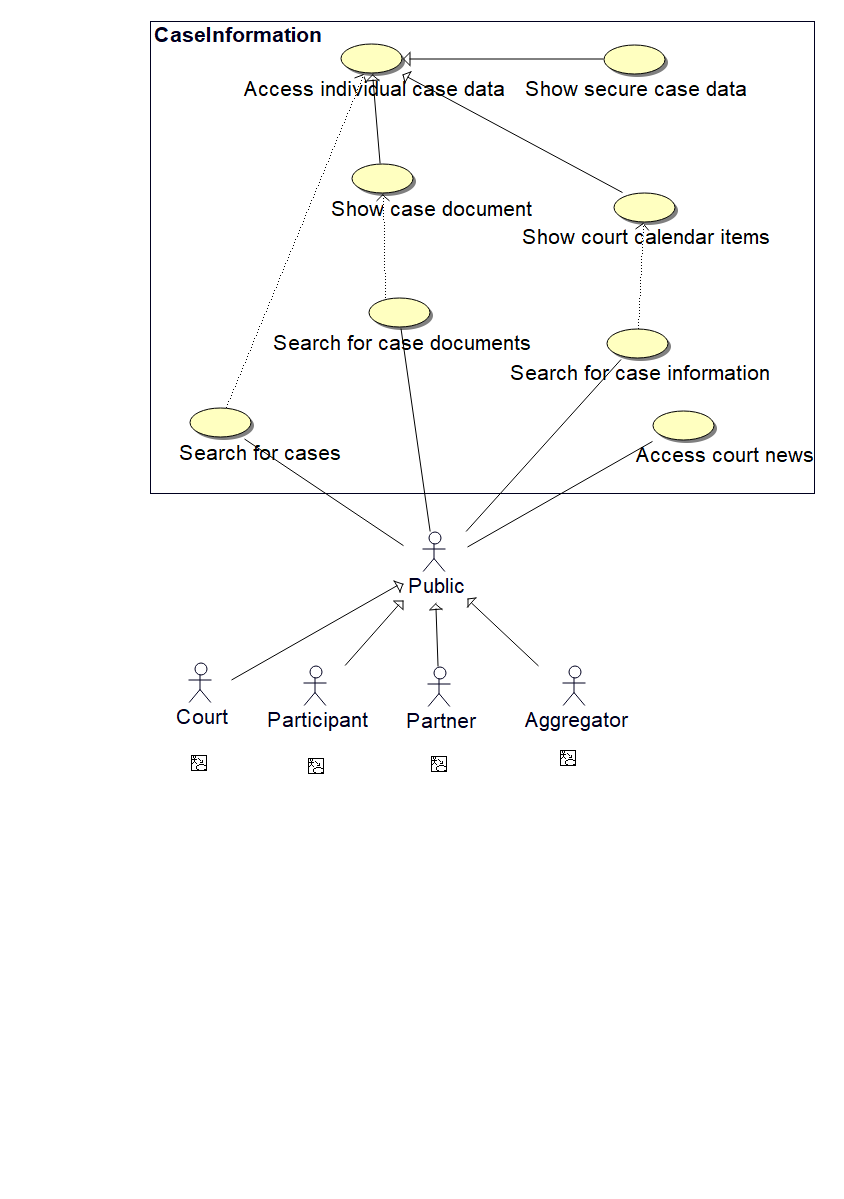 CaseInformation
Access individual case data
Show secure case data
Show case document
Show court calendar items
Search for case documents
Search for case information
Search for cases
Access court news
Public
Court
Participant
Partner
Aggregator